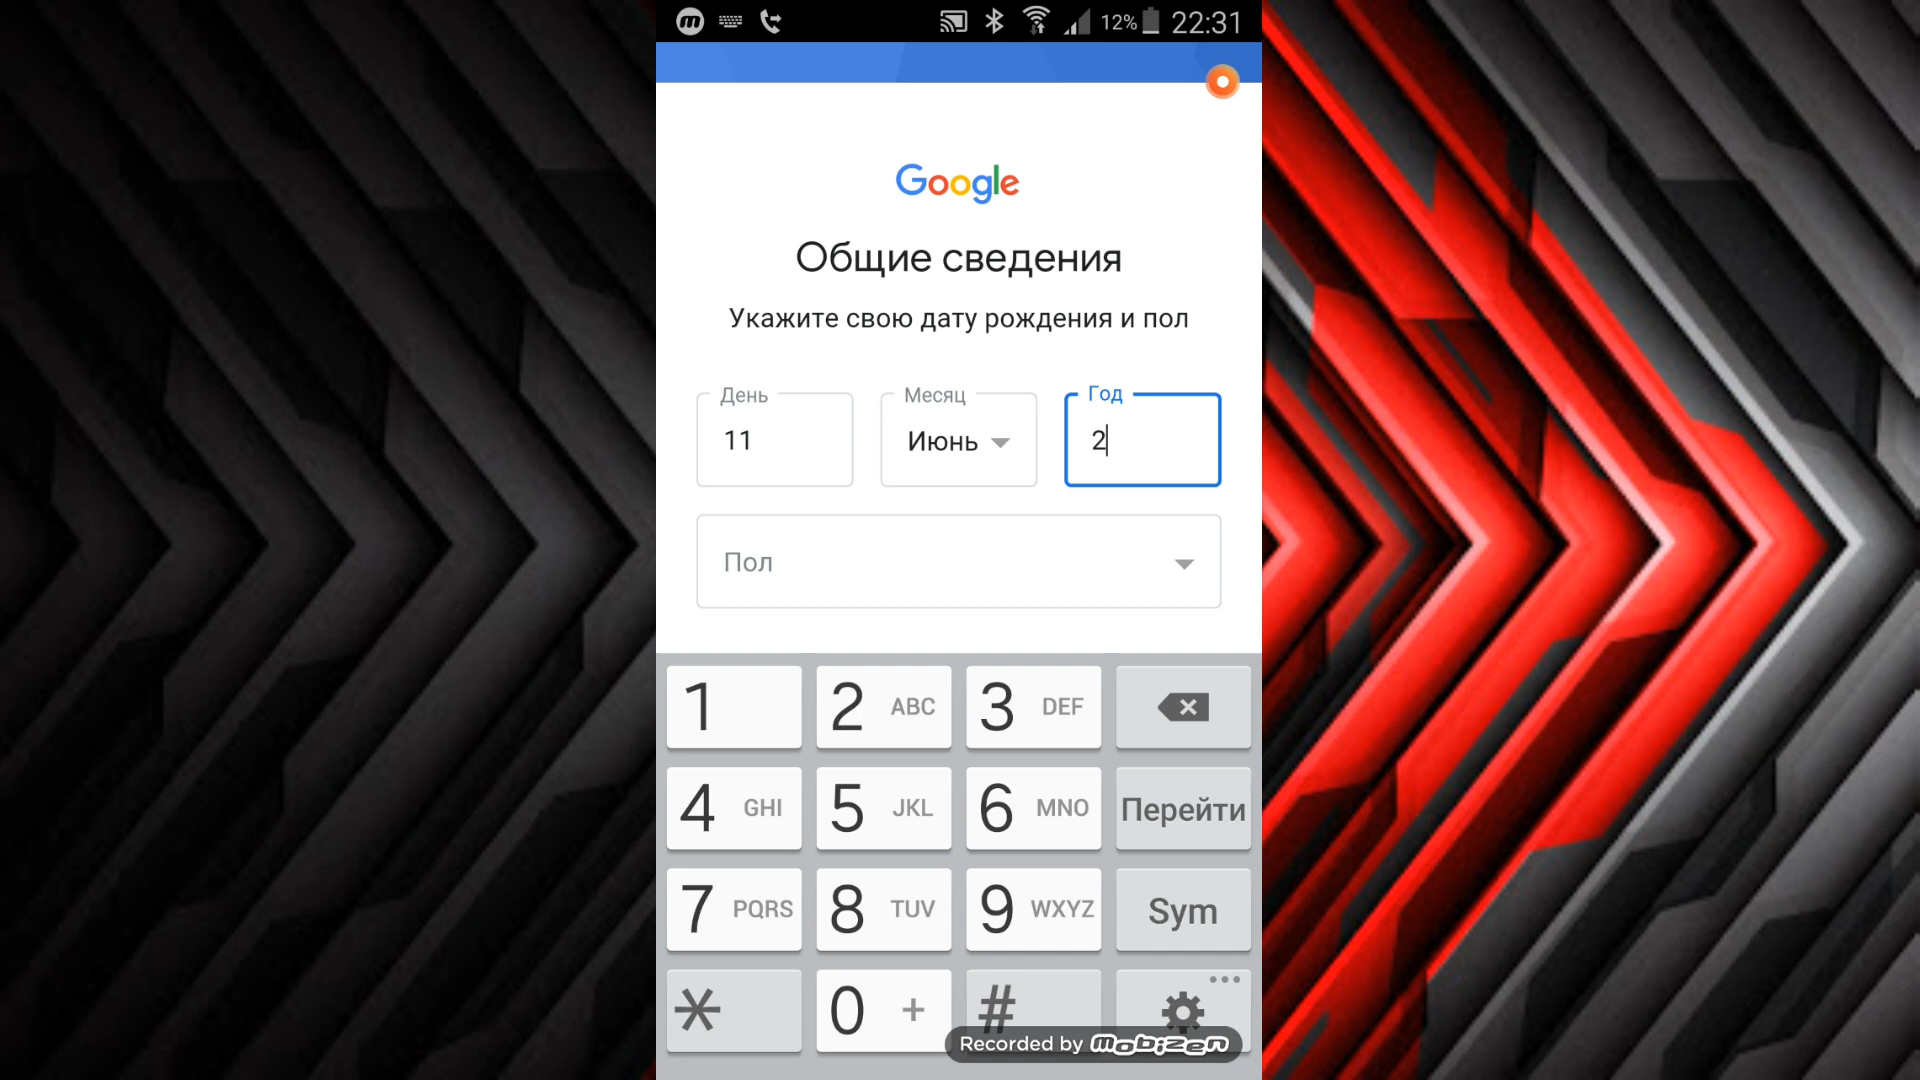 m 12% 22:31
Google
Общие сведения
Укажите свою дату рождения и пол
День Месяц Год
11 Июнь 2
Пол
1 2 ABC 3 DEF
4 GHI 5 JKL 6 MNO Перейти
7 PQRS 8 TUV 9 WXYZ Sym
* 0 + #
Recorded by mobizen